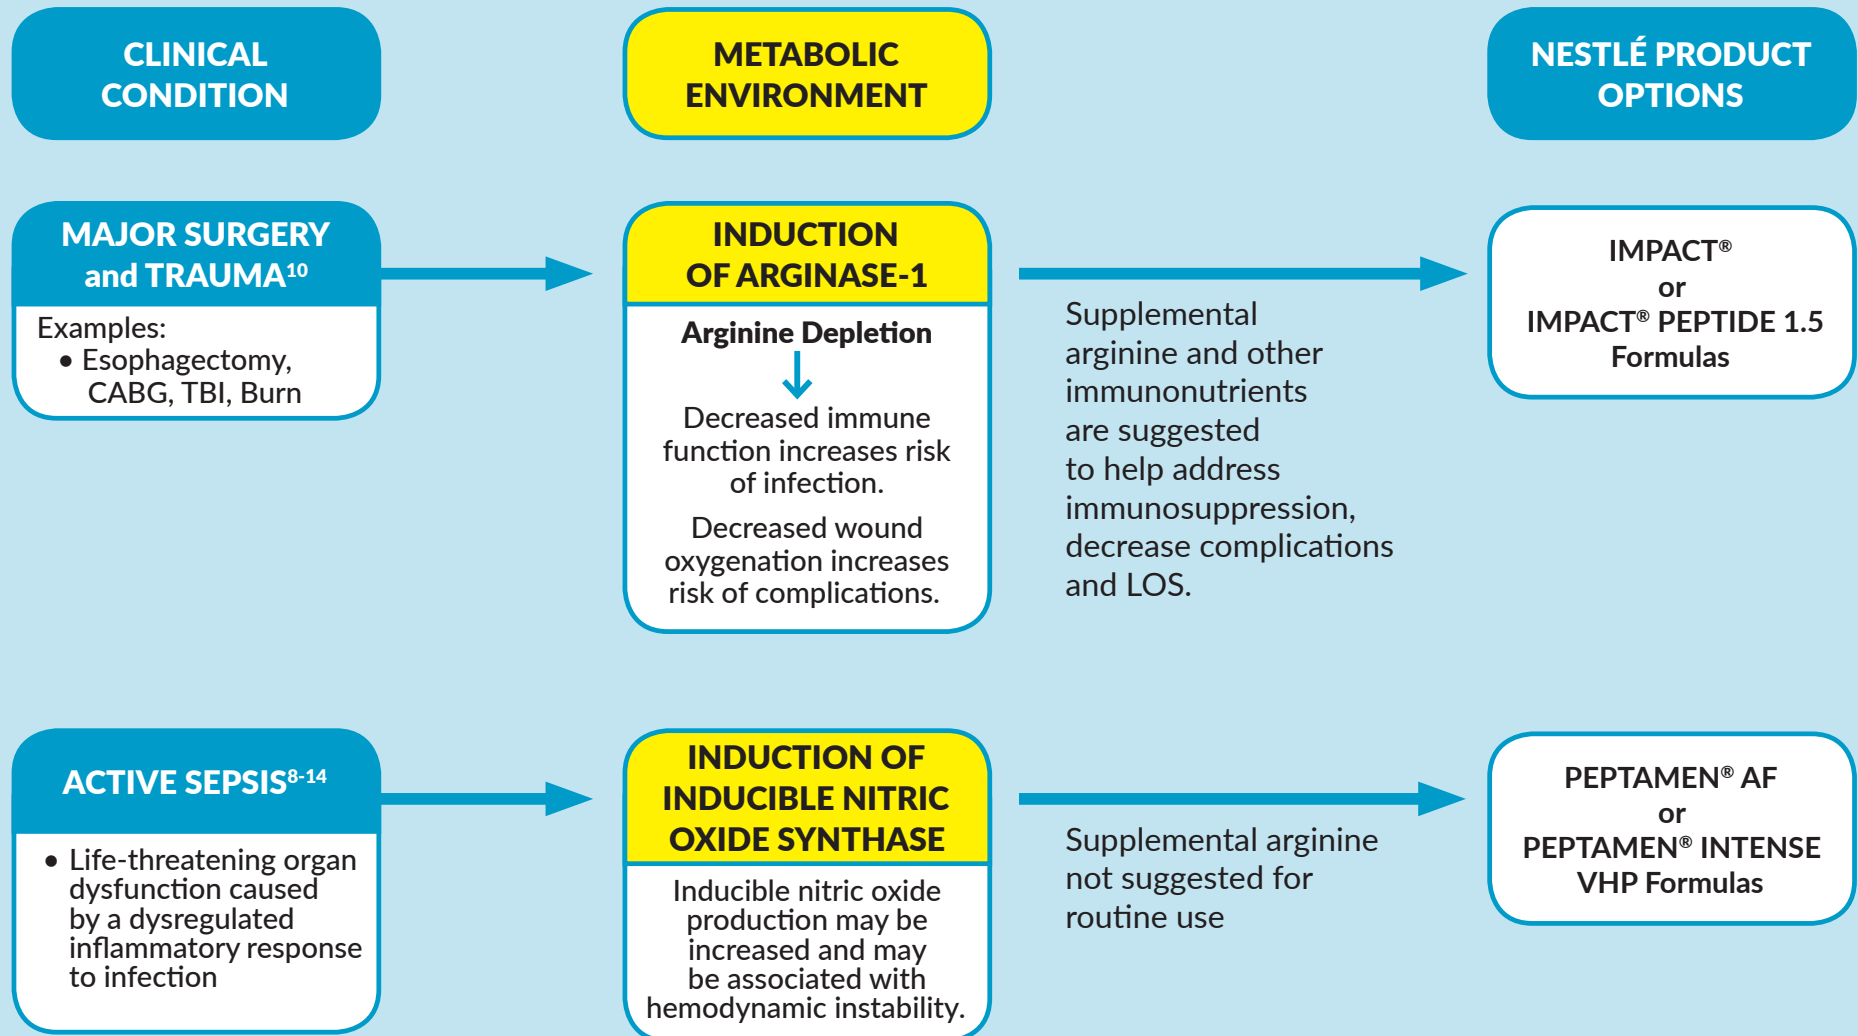 CLINICAL
CONDITION
METABOLIC
ENVIRONMENT
NESTLÉ PRODUCT
OPTIONS
MAJOR SURGERY
and TRAUMA¹⁰
Examples:
• Esophagectomy,
CABG, TBI, Burn
INDUCTION
OF ARGINASE-1
Arginine Depletion
Decreased immune
function increases risk
of infection.
Decreased wound
oxygenation increases
risk of complications.
Supplemental
arginine and other
immunonutrients
are suggested
to help address
immunosuppression,
decrease complications
and LOS.
IMPACT®
or
IMPACT® PEPTIDE 1.5
Formulas
ACTIVE SEPSIS⁸⁻¹⁴
• Life-threatening organ
dysfunction caused
by a dysregulated
inflammatory response
to infection
INDUCTION OF
INDUCIBLE NITRIC
OXIDE SYNTHASE
Inducible nitric oxide
production may be
increased and may
be associated with
hemodynamic instability.
Supplemental arginine
not suggested for
routine use
PEPTAMEN® AF
or
PEPTAMEN® INTENSE
VHP Formulas